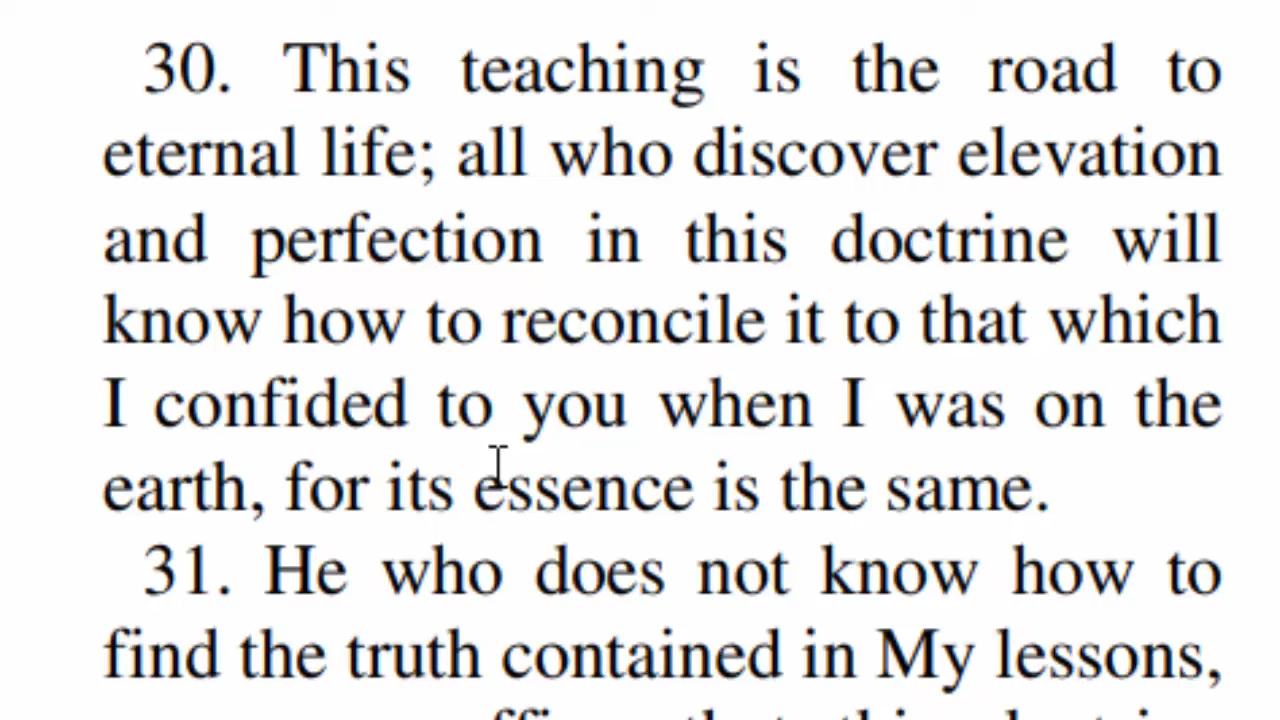 30. This teaching is the road to
eternal life; all who discover elevation
and perfection in this doctrine will
know how to reconcile it to that which
I confided to you when I was on the
earth, for its essence is the same.
31. He who does not know how to
find the truth contained in My lessons,